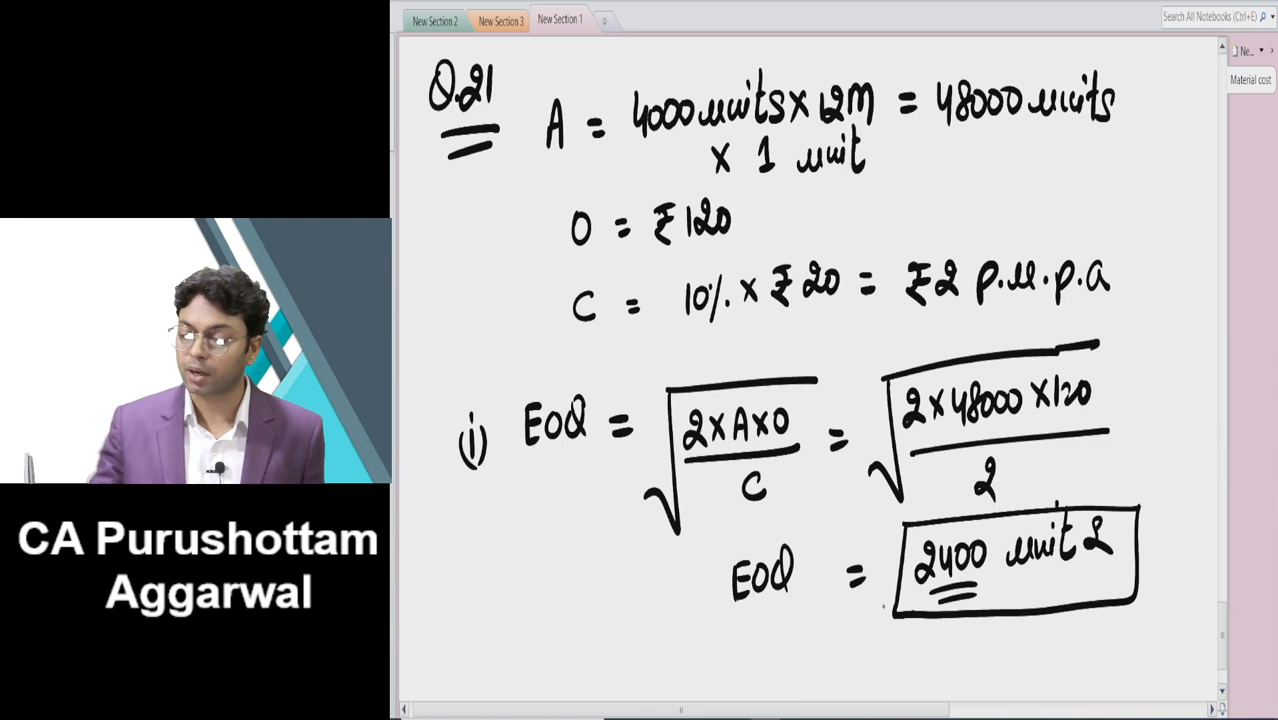 New Section 2 New Section 3 New Section 1
Search All Notebooks (Ctrl+E)
Ne...
Material cost
Q.21
A = 4000 units x 12M = 48000 units
x 1 unit
O = ₹120
C = 10% x ₹20 = ₹2 p.u.p.a
(i) EOQ = √ 2 x A x O / C = √ 2 x 48000 x 120 / 2
EOQ = 2400 units
CA Purushottam
Aggarwal